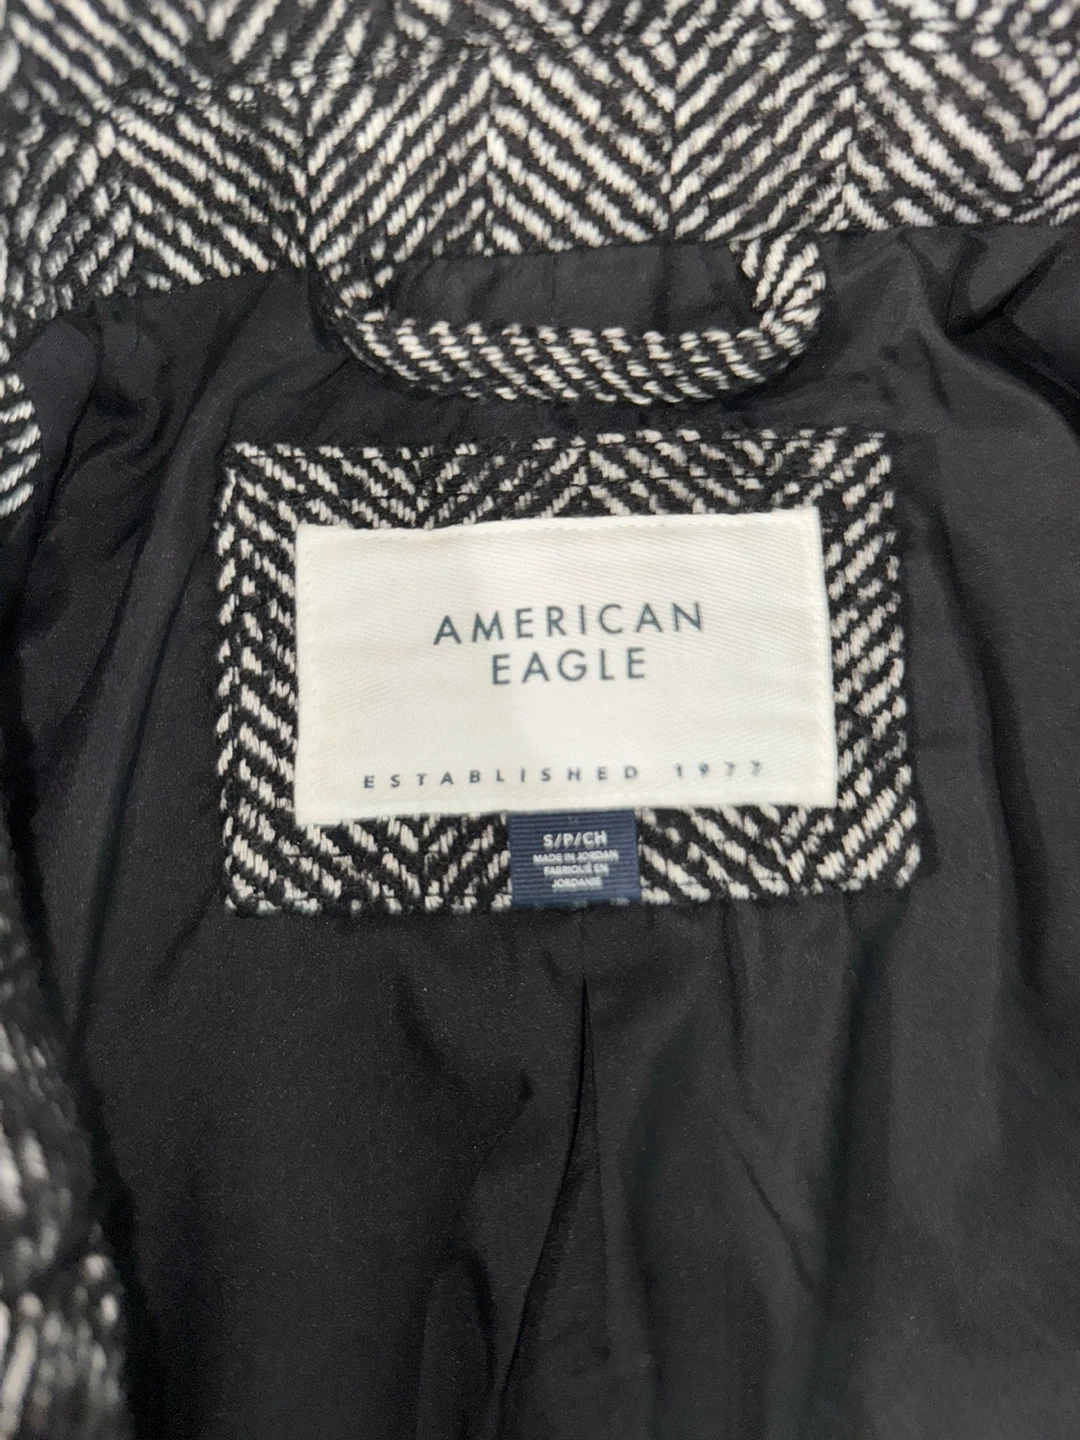 AMERICAN
EAGLE
ESTABLISHED 1977
S/P/CH
MADE IN JORDAN
FABRIQUÉ EN
JORDANIE